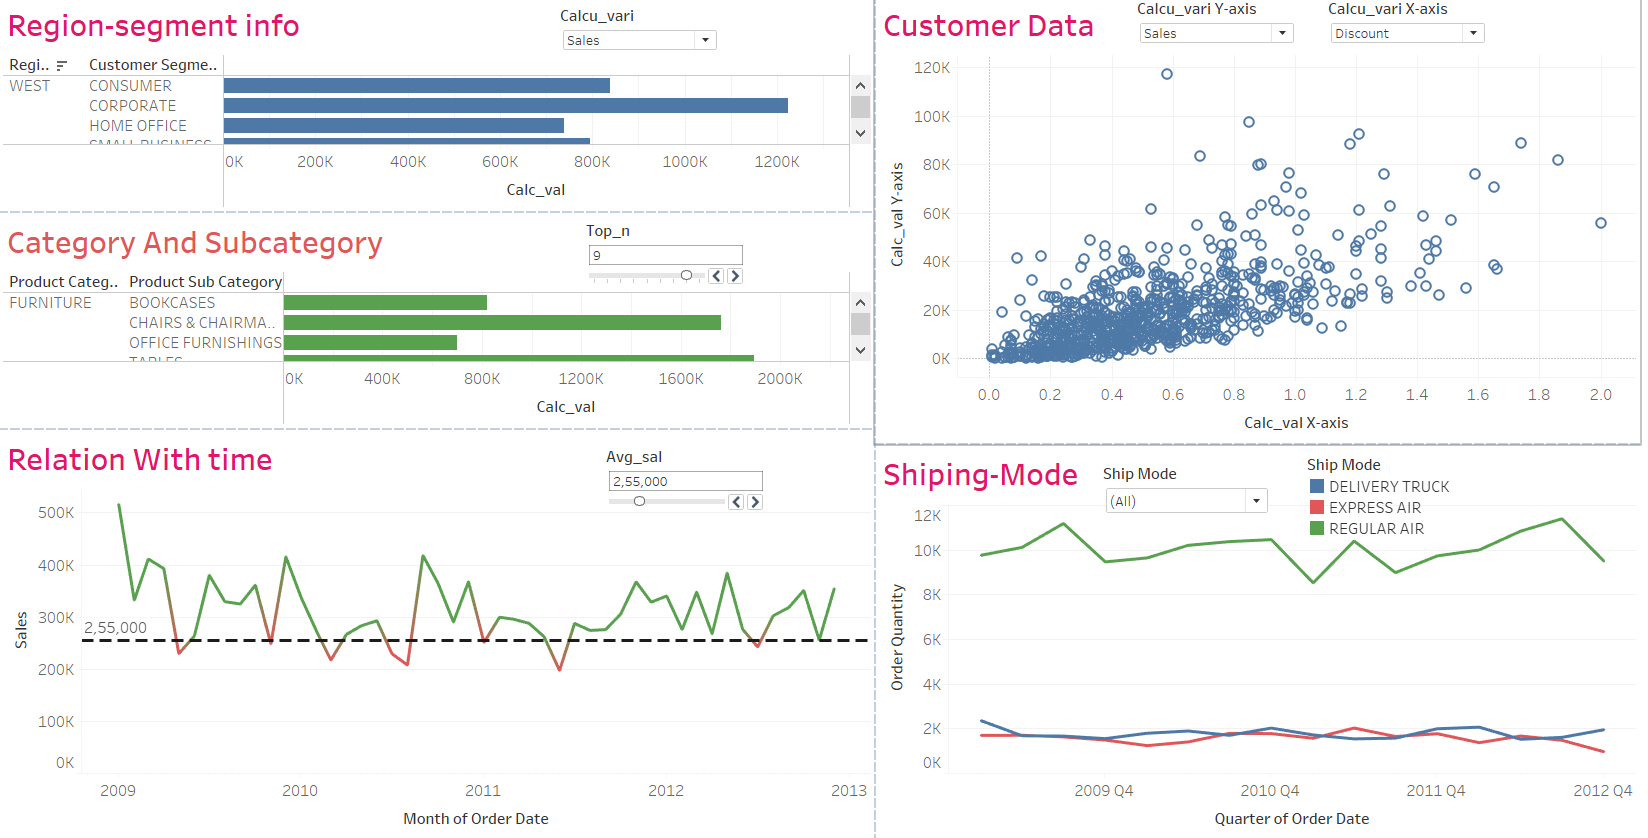 Region-segment info
Calcu_vari
Sales
Regi.. Customer Segme..
WEST CONSUMER
CORPORATE
HOME OFFICE
SMALL BUSINESS
0K 200K 400K 600K 800K 1000K 1200K
Calc_val
Category And Subcategory
Top_n
9
Product Categ.. Product Sub Category
FURNITURE BOOKCASES
CHAIRS & CHAIRMA..
OFFICE FURNISHINGS
TABLES
0K 400K 800K 1200K 1600K 2000K
Calc_val
Relation With time
Avg_sal
2,55,000
500K
400K
300K
2,55,000
200K
100K
0K
Sales
2009 2010 2011 2012 2013
Month of Order Date
Customer Data
Calcu_vari Y-axis
Sales
Calcu_vari X-axis
Discount
120K
100K
80K
60K
40K
20K
0K
Calc_val Y-axis
0.0 0.2 0.4 0.6 0.8 1.0 1.2 1.4 1.6 1.8 2.0
Calc_val X-axis
Shiping-Mode
Ship Mode
(All)
Ship Mode
DELIVERY TRUCK
EXPRESS AIR
REGULAR AIR
12K
10K
8K
6K
4K
2K
0K
Order Quantity
2009 Q4 2010 Q4 2011 Q4 2012 Q4
Quarter of Order Date